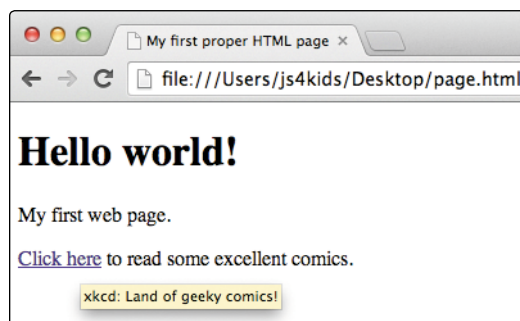 My first proper HTML page
file:///Users/js4kids/Desktop/page.html
Hello world!
My first web page.
Click here to read some excellent comics.
xkcd: Land of geeky comics!